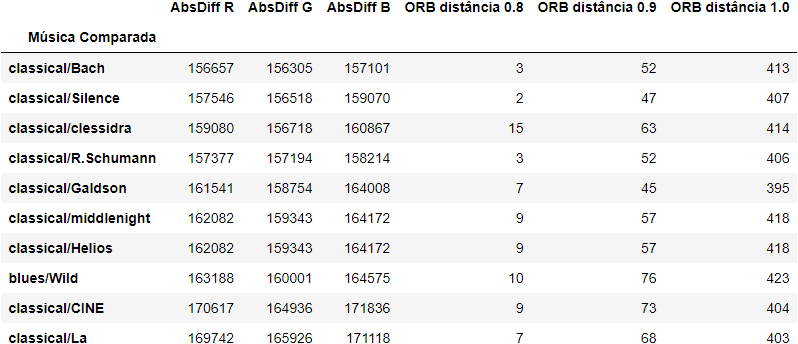 AbsDiff R AbsDiff G AbsDiff B ORB distância 0.8 ORB distância 0.9 ORB distância 1.0
Música Comparada
classical/Bach 156657 156305 157101 3 52 413
classical/Silence 157546 156518 159070 2 47 407
classical/clessidra 159080 156718 160867 15 63 414
classical/R.Schumann 157377 157194 158214 3 52 406
classical/Galdson 161541 158754 164008 7 45 395
classical/middlenight 162082 159343 164172 9 57 418
classical/Helios 162082 159343 164172 9 57 418
blues/Wild 163188 160001 164575 10 76 423
classical/CINE 170617 164936 171836 9 73 404
classical/La 169742 165926 171118 7 68 403